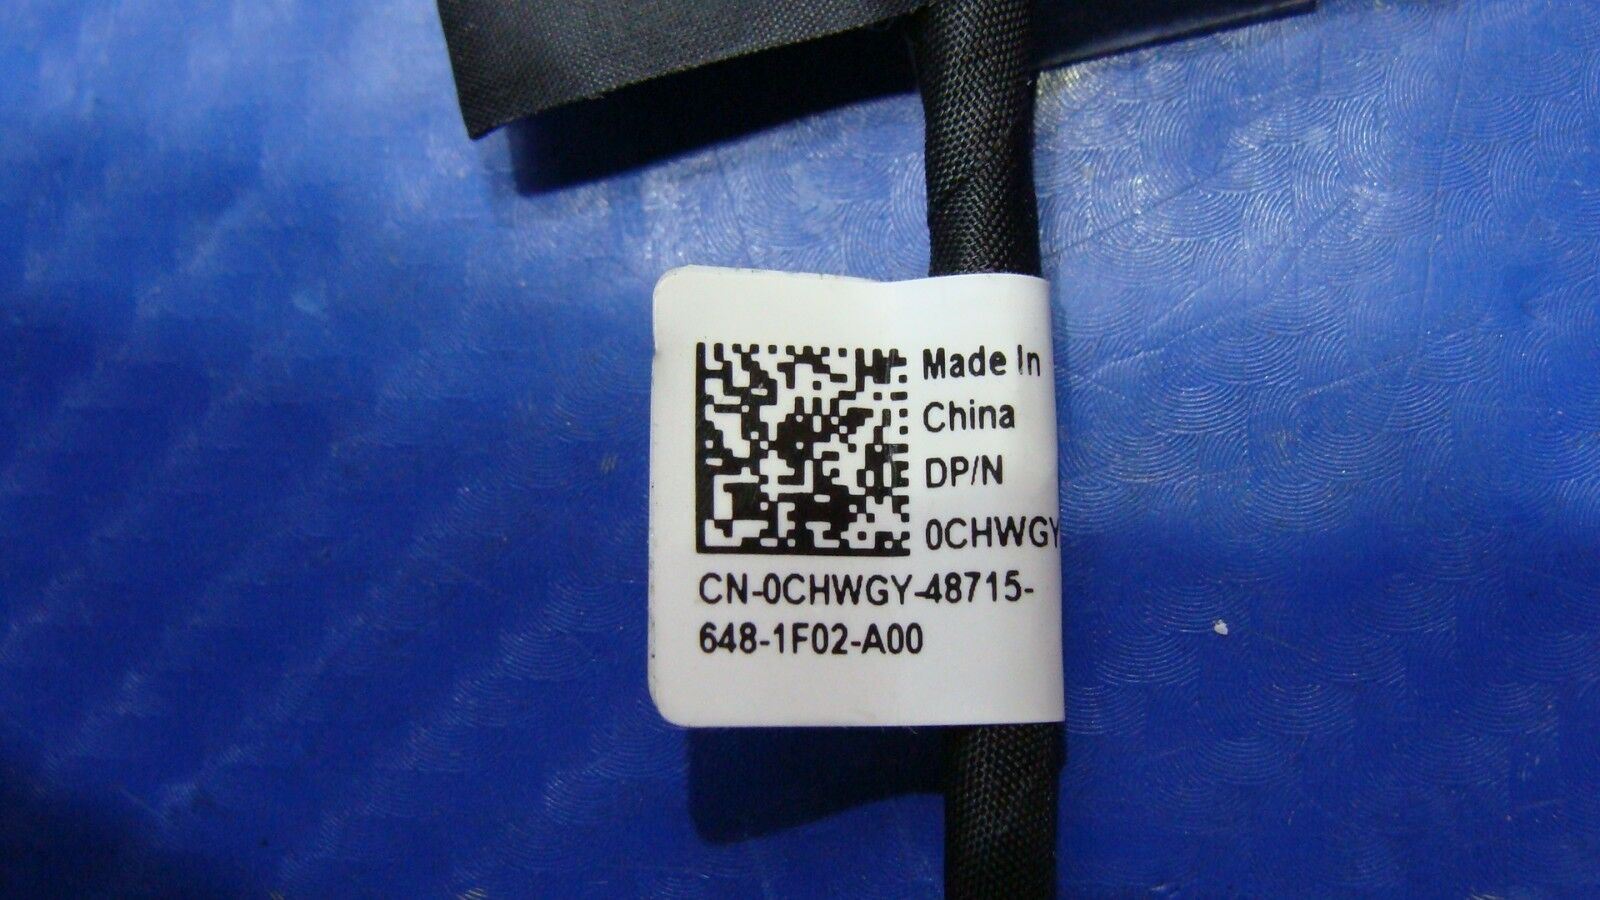 Made In
China
DP/N
0CHWGY
CN-0CHWGY-48715-
648-1F02-A00